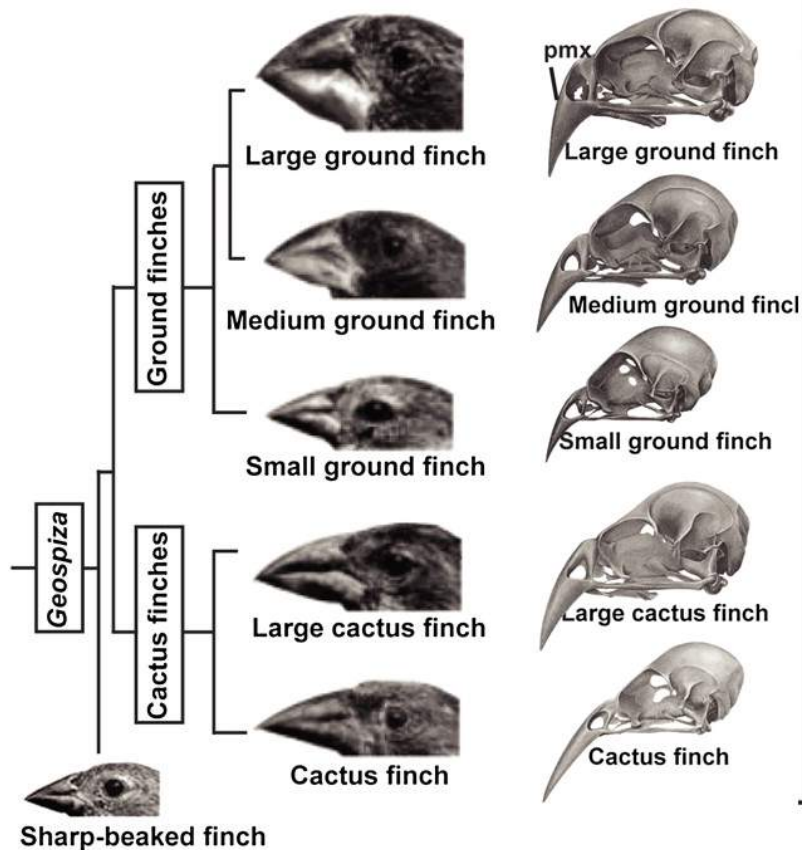 pmx
Large ground finch
Large ground finch
Ground finches
Medium ground finch
Medium ground fincl
Small ground finch
Small ground finch
Geospiza
Cactus finches
Large cactus finch
Large cactus finch
Cactus finch
Cactus finch
Sharp-beaked finch